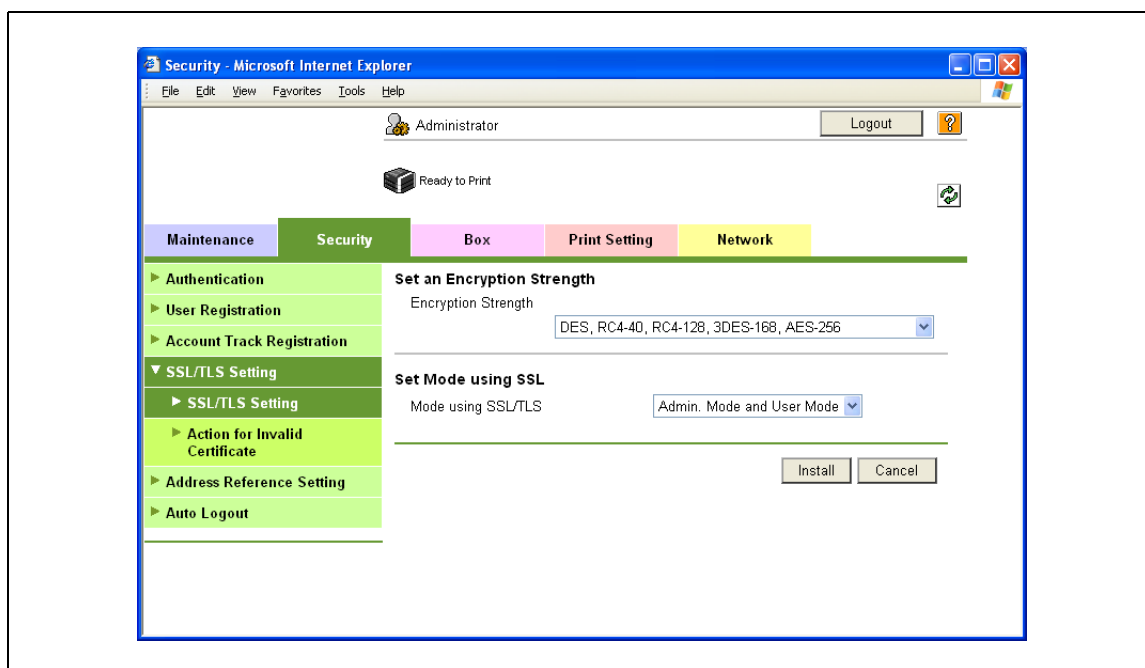 Security - Microsoft Internet Explorer
File Edit View Favorites Tools Help
Administrator
Logout
?
Ready to Print
Maintenance Security Box Print Setting Network
Authentication
User Registration
Account Track Registration
SSL/TLS Setting
SSL/TLS Setting
Action for Invalid
Certificate
Address Reference Setting
Auto Logout
Set an Encryption Strength
Encryption Strength
DES, RC4-40, RC4-128, 3DES-168, AES-256
Set Mode using SSL
Mode using SSL/TLS Admin. Mode and User Mode
Install Cancel